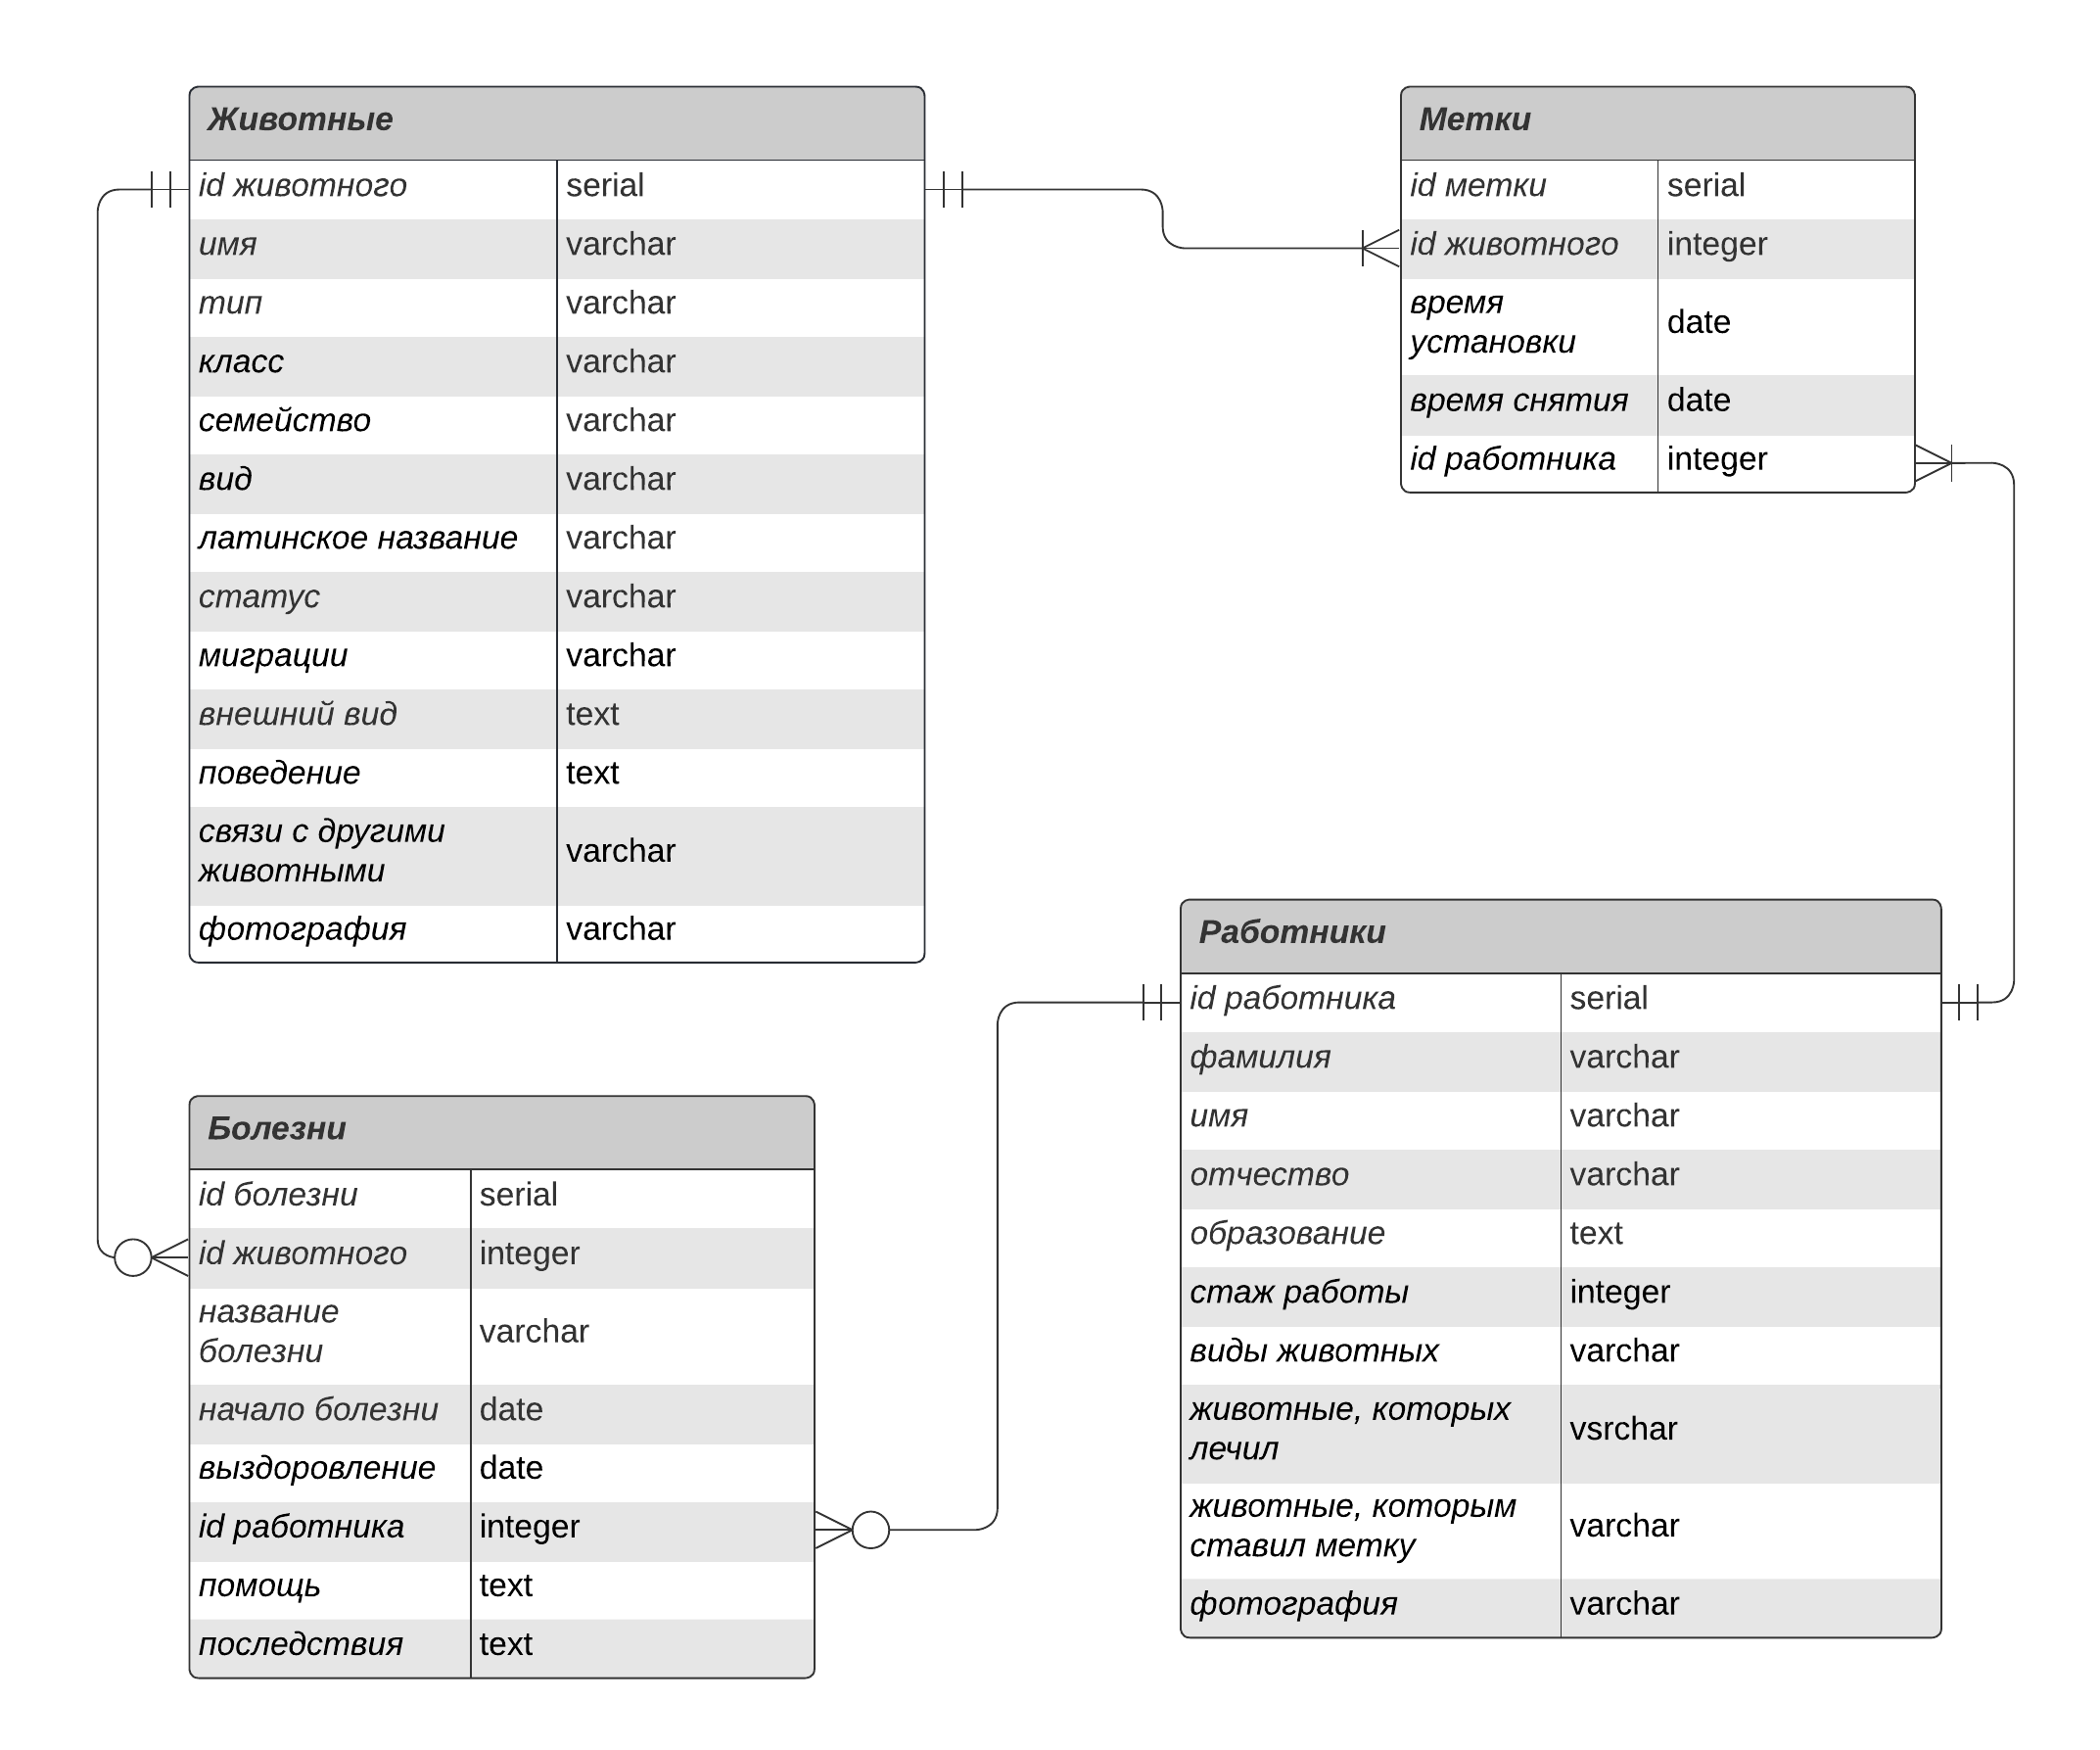 Животные
id животного serial
имя varchar
тип varchar
класс varchar
семейство varchar
вид varchar
латинское название varchar
статус varchar
миграции varchar
внешний вид text
поведение text
связи с другими
животными varchar
фотография varchar
Метки
id метки serial
id животного integer
время
установки date
время снятия date
id работника integer
Болезни
id болезни serial
id животного integer
название
болезни varchar
начало болезни date
выздоровление date
id работника integer
помощь text
последствия text
Работники
id работника serial
фамилия varchar
имя varchar
отчество varchar
образование text
стаж работы integer
виды животных varchar
животные, которых
лечил vsrchar
животные, которым
ставил метку varchar
фотография varchar